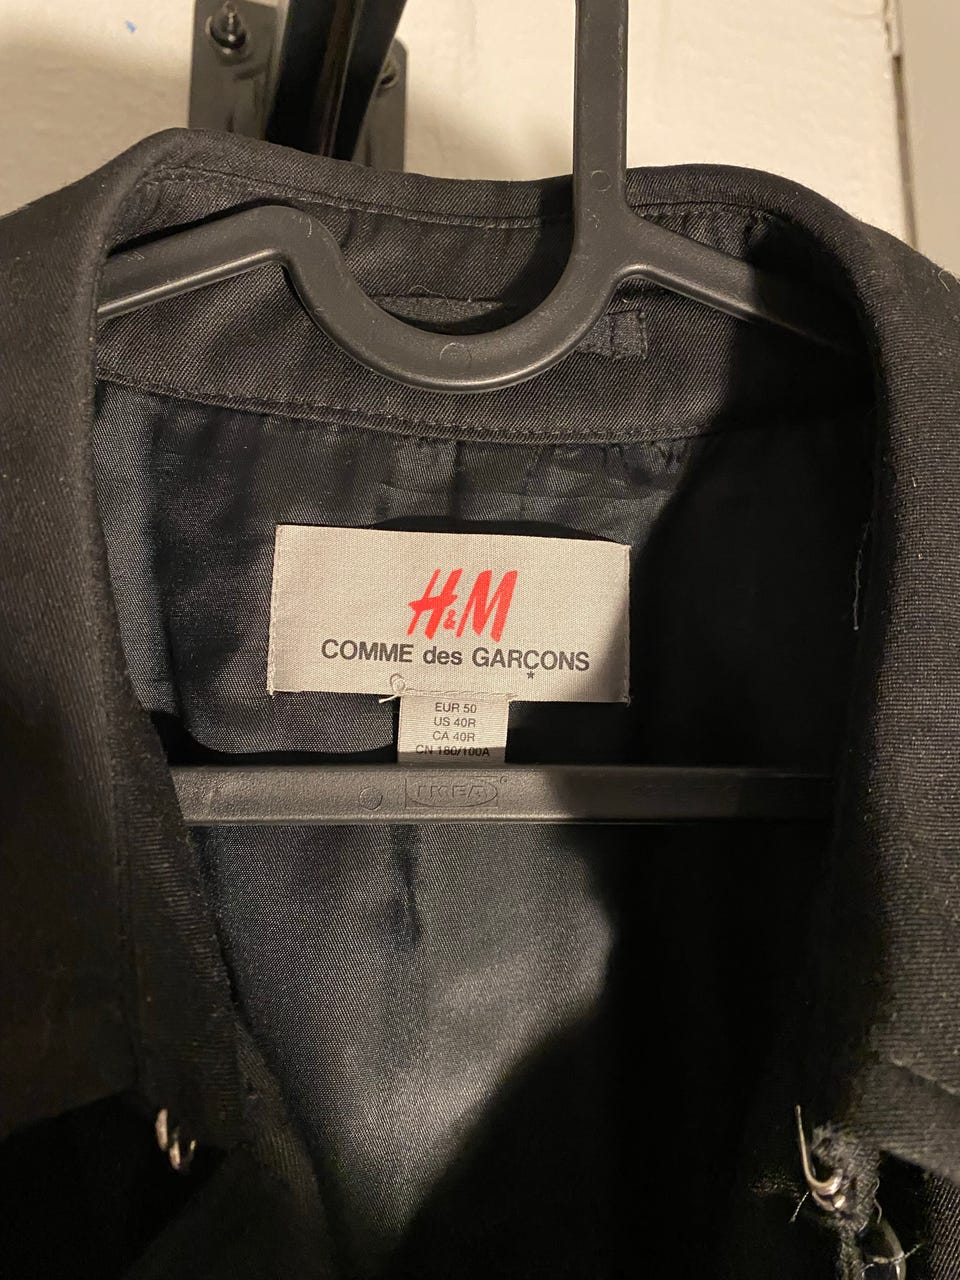 H&M
COMME des GARÇONS
*
EUR 50
US 40R
CA 40R
CN 180/100A
IKEA